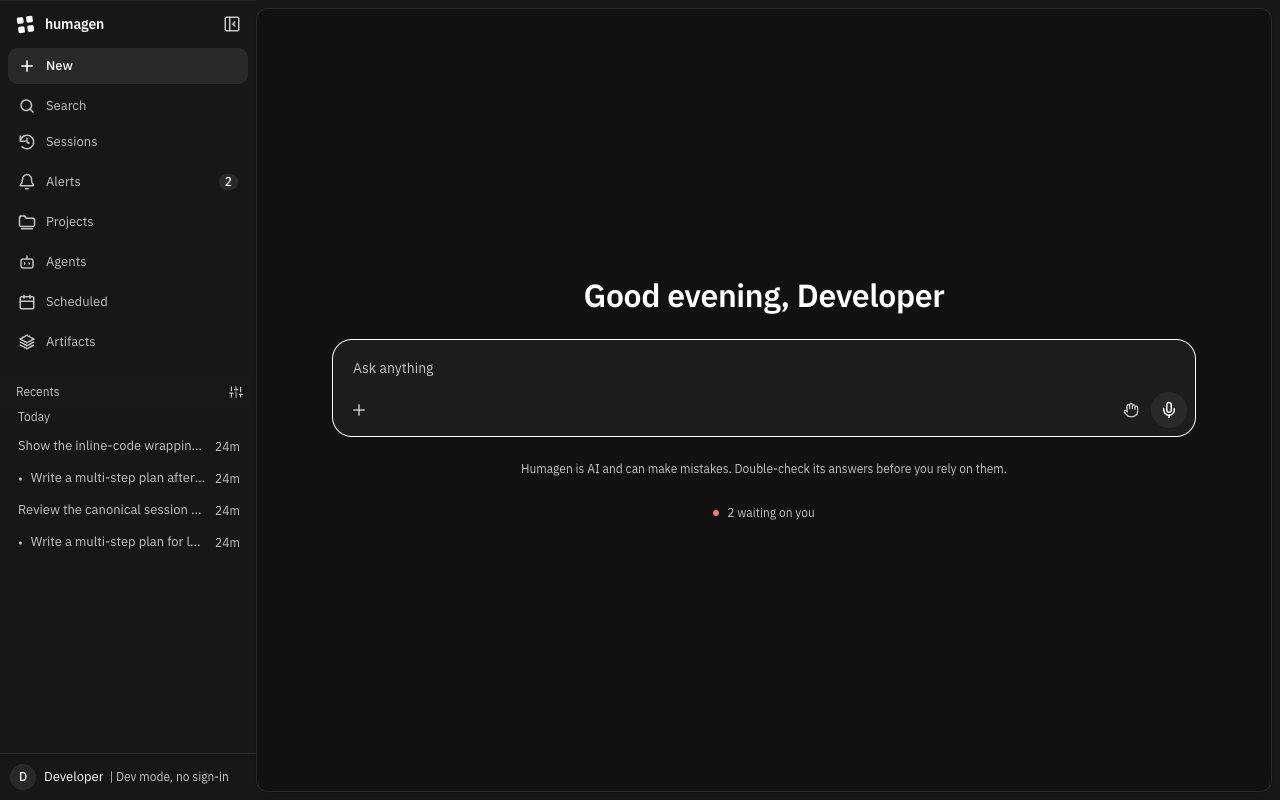 humagen
New
Search
Sessions
Alerts 2
Projects
Agents
Scheduled
Artifacts
Recents
Today
Show the inline-code wrappin... 24m
• Write a multi-step plan after... 24m
Review the canonical session ... 24m
• Write a multi-step plan for l... 24m
D Developer | Dev mode, no sign-in
Good evening, Developer
Ask anything
Humagen is AI and can make mistakes. Double-check its answers before you rely on them.
2 waiting on you